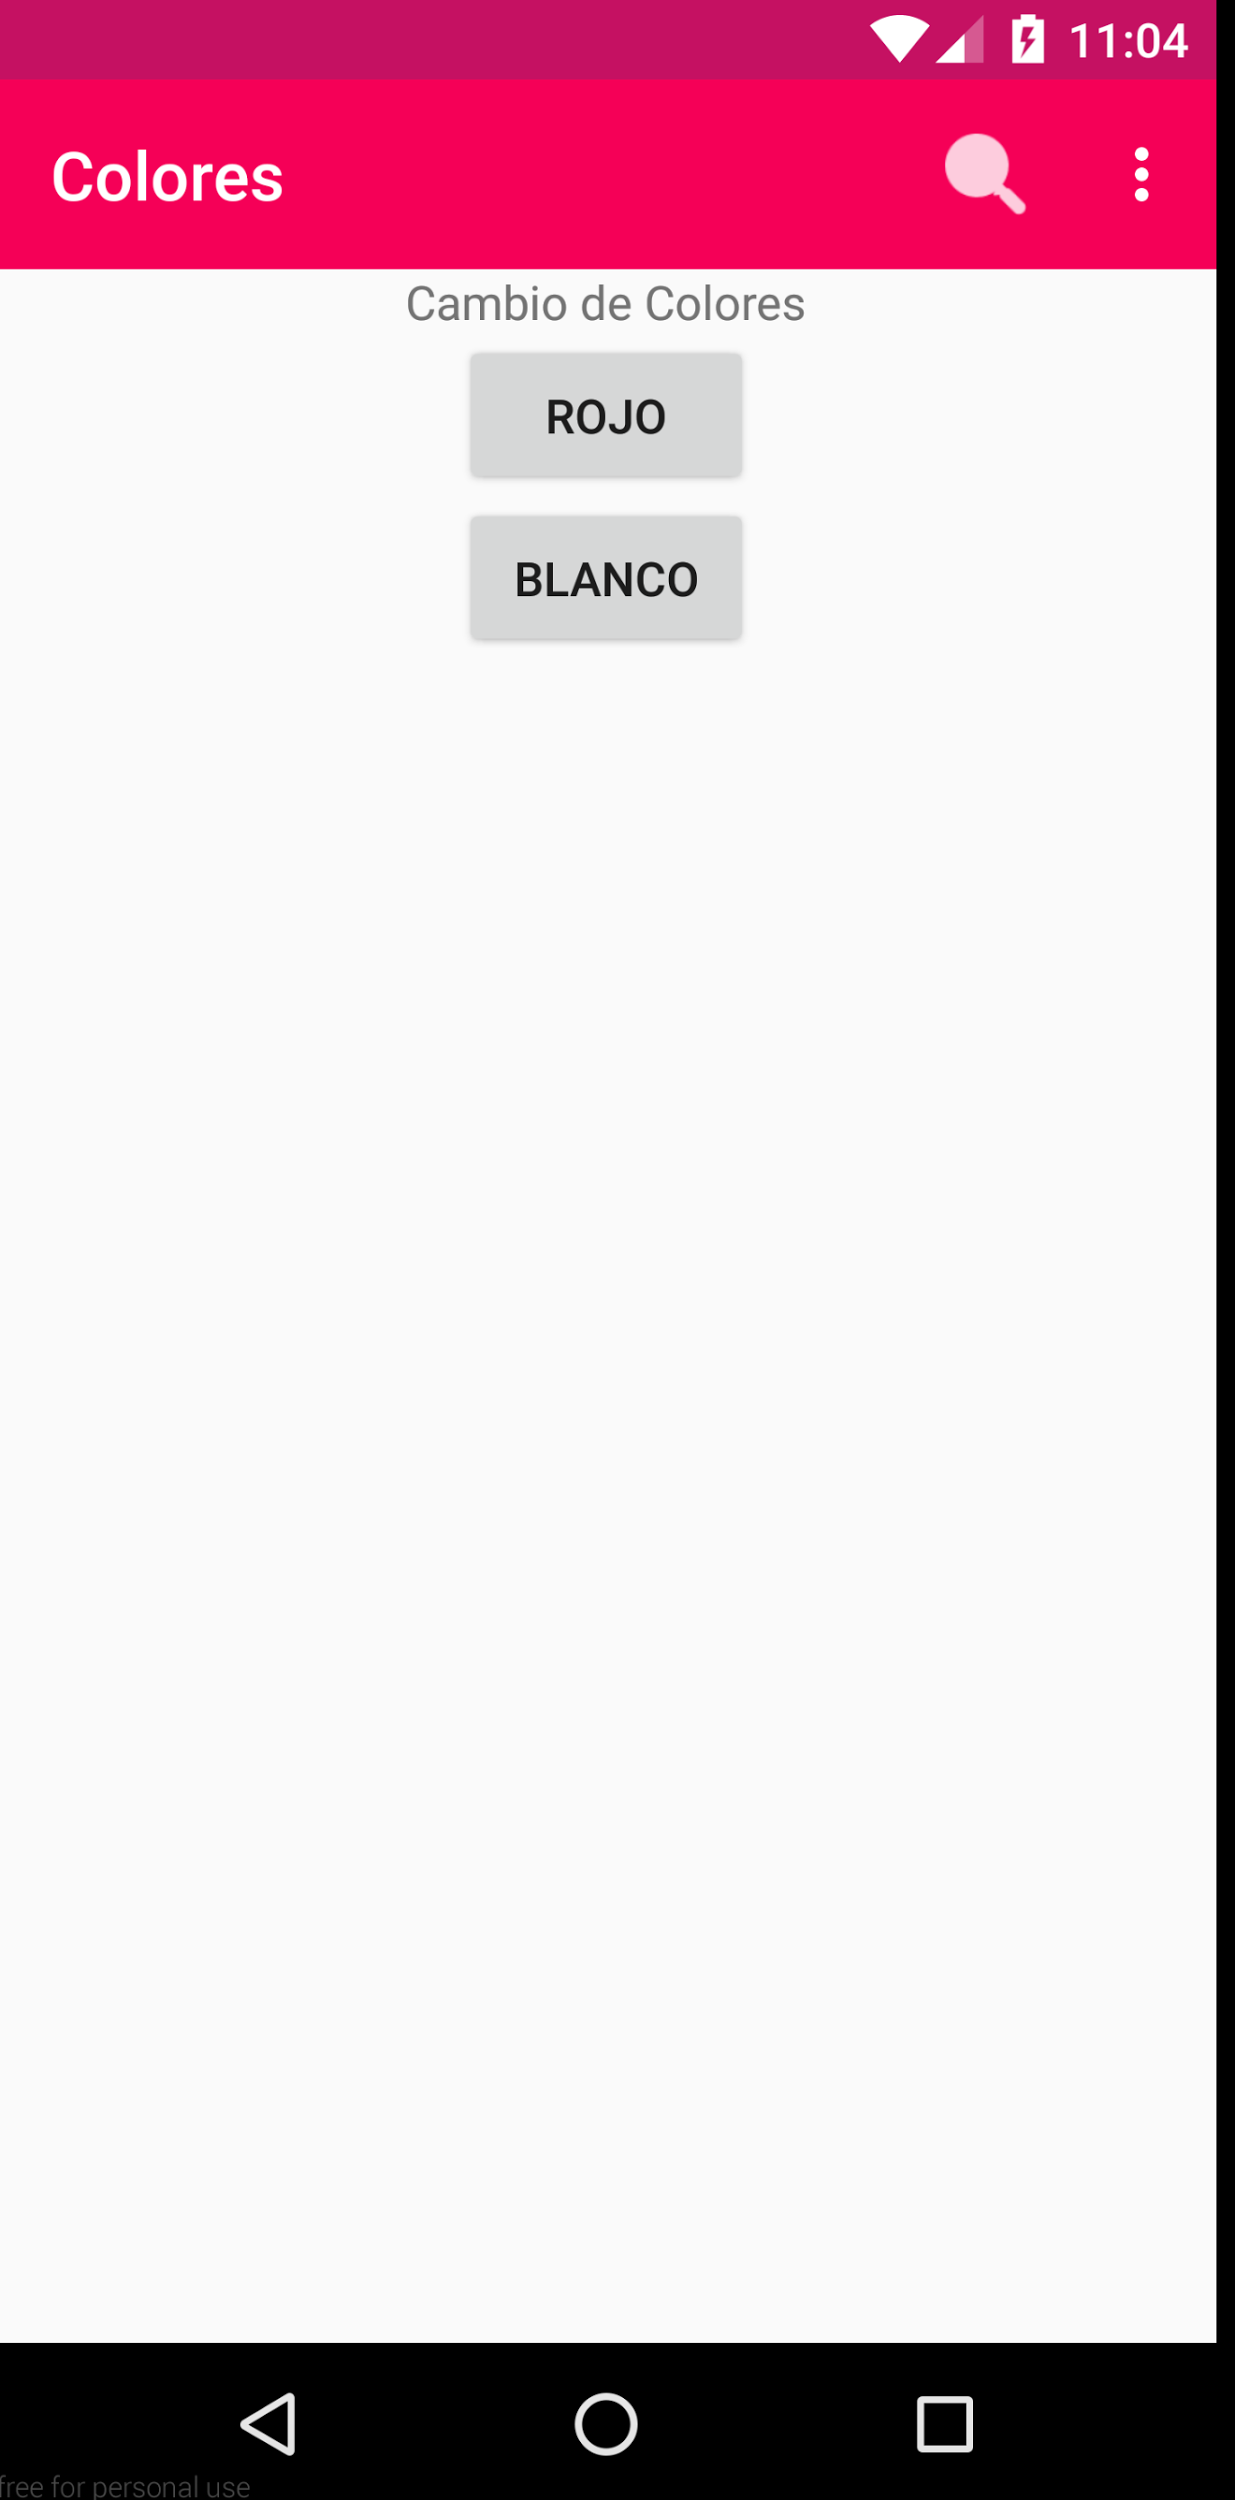 11:04
Colores
Cambio de Colores
ROJO
BLANCO
free for personal use